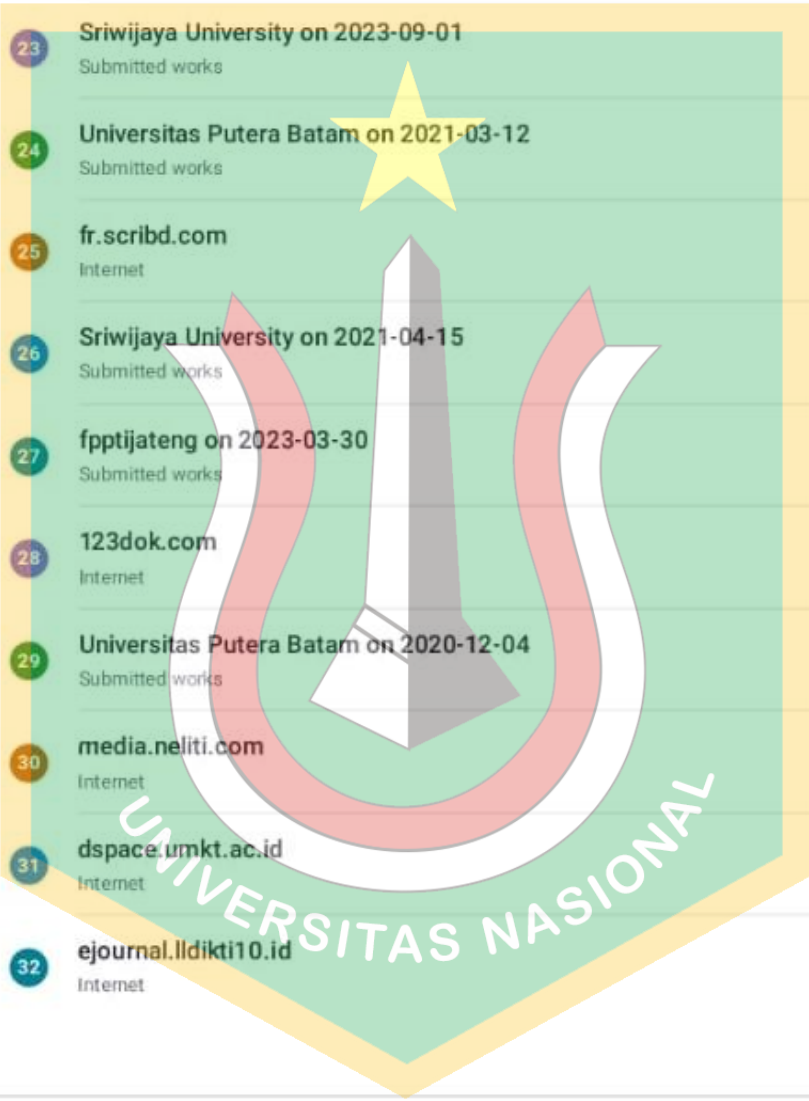 23
Sriwijaya University on 2023-09-01
Submitted works
24
Universitas Putera Batam on 2021-03-12
Submitted works
25
fr.scribd.com
Internet
26
Sriwijaya University on 2021-04-15
Submitted works
27
fpptijateng on 2023-03-30
Submitted works
28
123dok.com
Internet
29
Universitas Putera Batam on 2020-12-04
Submitted works
30
media.neliti.com
Internet
31
dspace.umkt.ac.id
Internet
32
ejournal.lldikti10.id
Internet
UNIVERSITAS NASIONAL